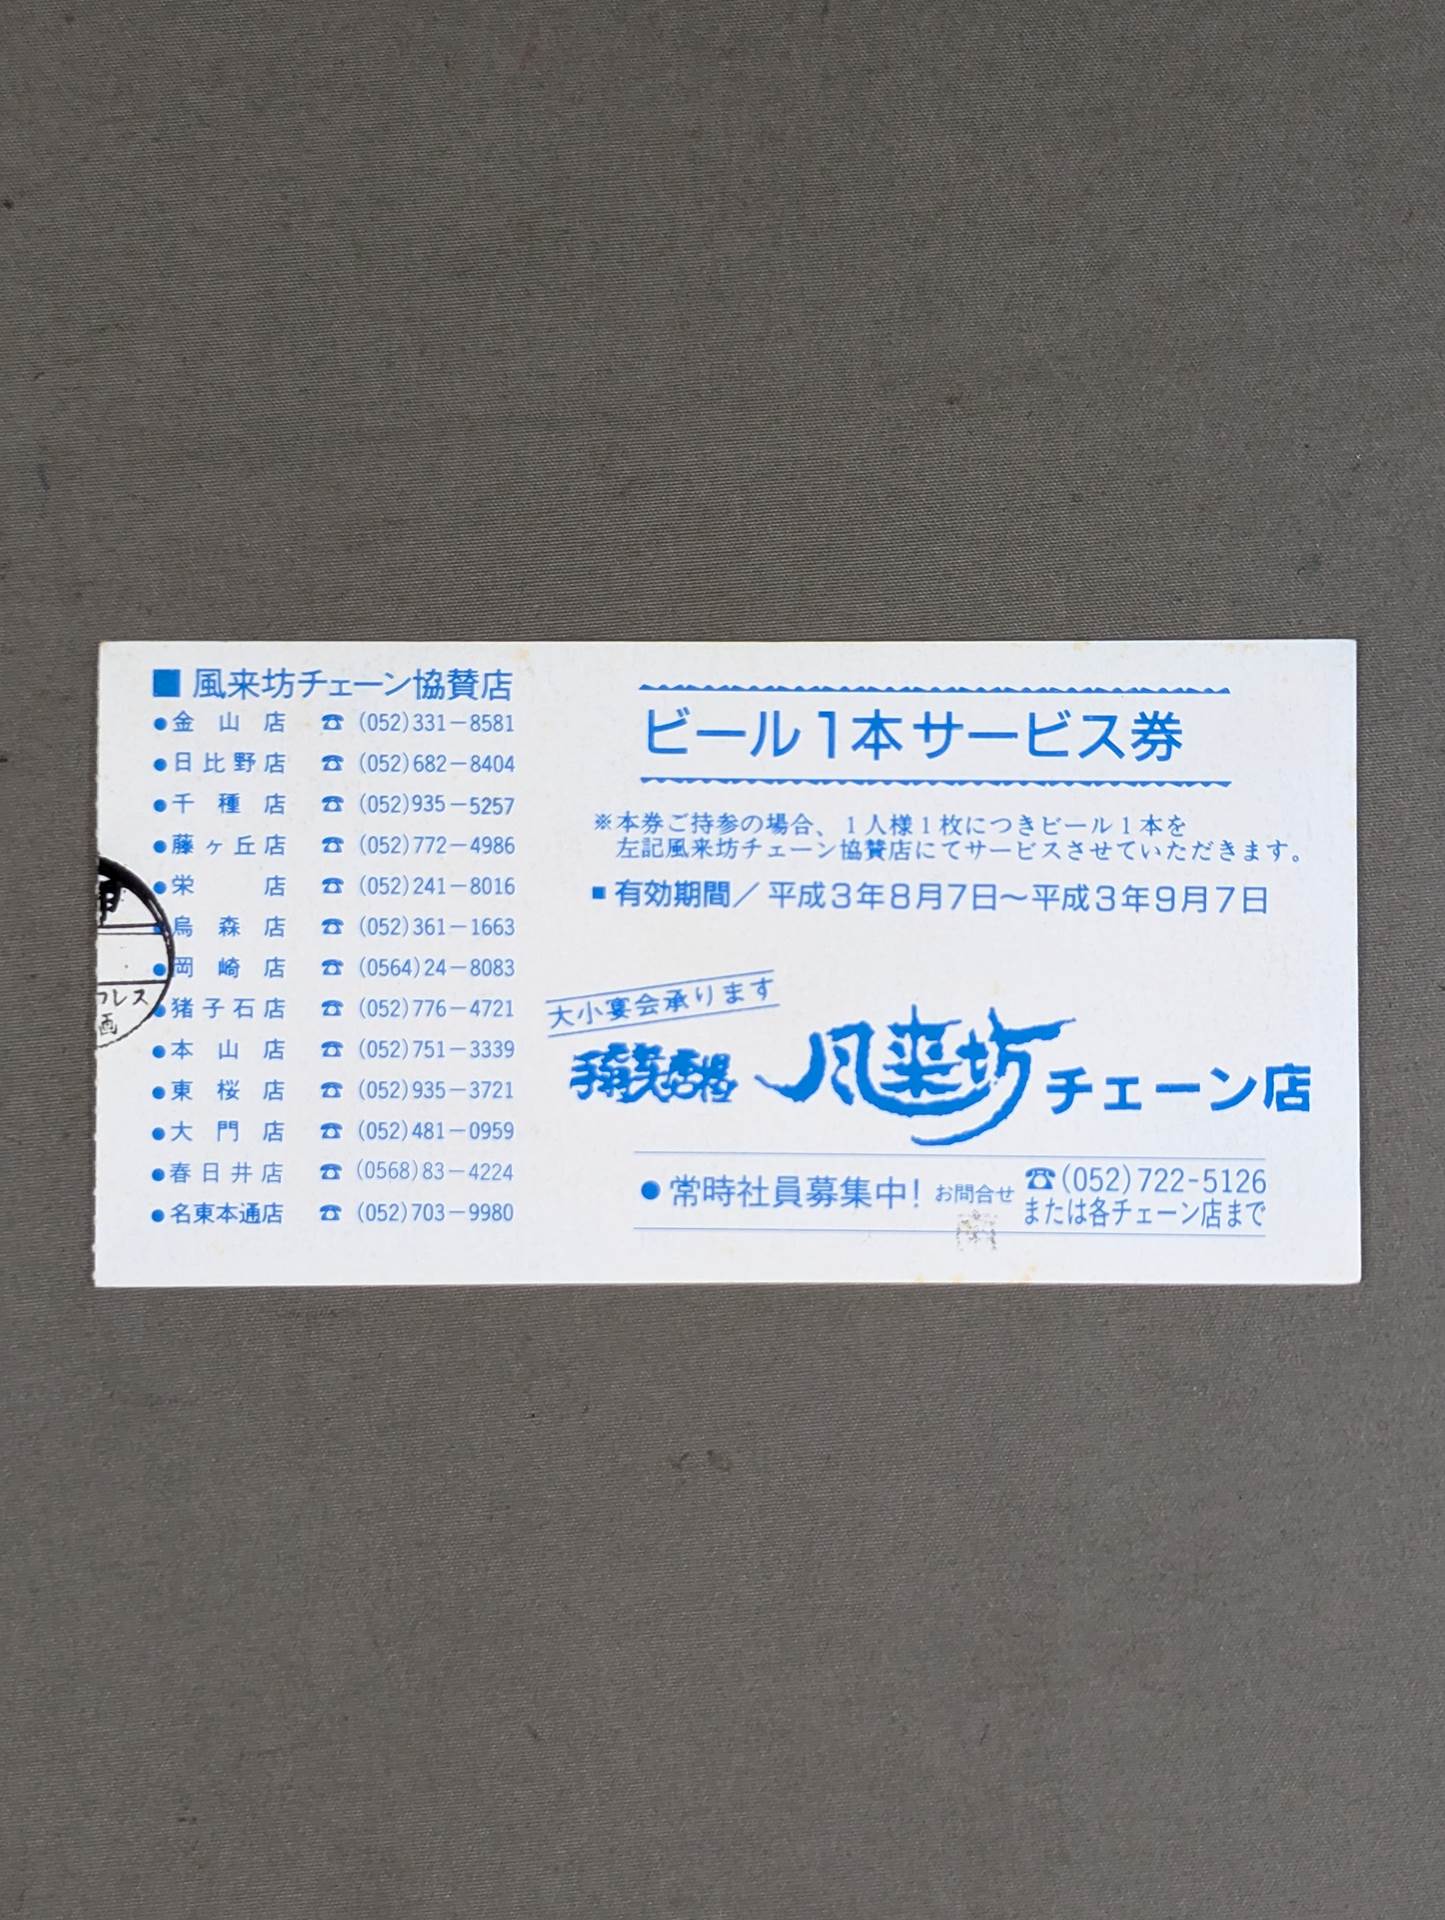 ■ 風来坊チェーン協賛店
●金山店 ☎ (052)331-8581
●日比野店 ☎ (052)682-8404
●千種店 ☎ (052)935-5257
●藤ヶ丘店 ☎ (052)772-4986
●栄店 ☎ (052)241-8016
●烏森店 ☎ (052)361-1663
●岡崎店 ☎ (0564)24-8083
●猪子石店 ☎ (052)776-4721
●本山店 ☎ (052)751-3339
●東桜店 ☎ (052)935-3721
●大門店 ☎ (052)481-0959
●春日井店 ☎ (0568)83-4224
●名東本通店 ☎ (052)703-9980
レス
画
ビール1本サービス券
※本券ご持参の場合、1人様1枚につきビール1本を
左記風来坊チェーン協賛店にてサービスさせていただきます。
■有効期間／平成3年8月7日〜平成3年9月7日
大小宴会承ります
風来坊チェーン店
●常時社員募集中! お問合せ ☎(052)722-5126
または各チェーン店まで